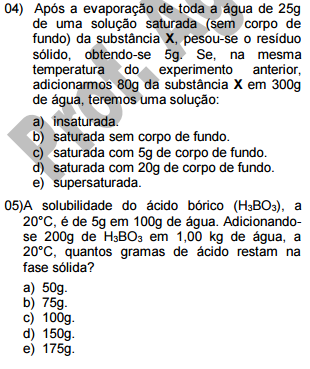 04) Após a evaporação de toda a água de 25g
de uma solução saturada (sem corpo de
fundo) da substância X, pesou-se o resíduo
sólido, obtendo-se 5g. Se, na mesma
temperatura do experimento anterior,
adicionarmos 80g da substância X em 300g
de água, teremos uma solução:
a) insaturada.
b) saturada sem corpo de fundo.
c) saturada com 5g de corpo de fundo.
d) saturada com 20g de corpo de fundo.
e) supersaturada.
05)A solubilidade do ácido bórico (H₃BO₃), a
20°C, é de 5g em 100g de água. Adicionando-
se 200g de H₃BO₃ em 1,00 kg de água, a
20°C, quantos gramas de ácido restam na
fase sólida?
a) 50g.
b) 75g.
c) 100g.
d) 150g.
e) 175g.
Prof.